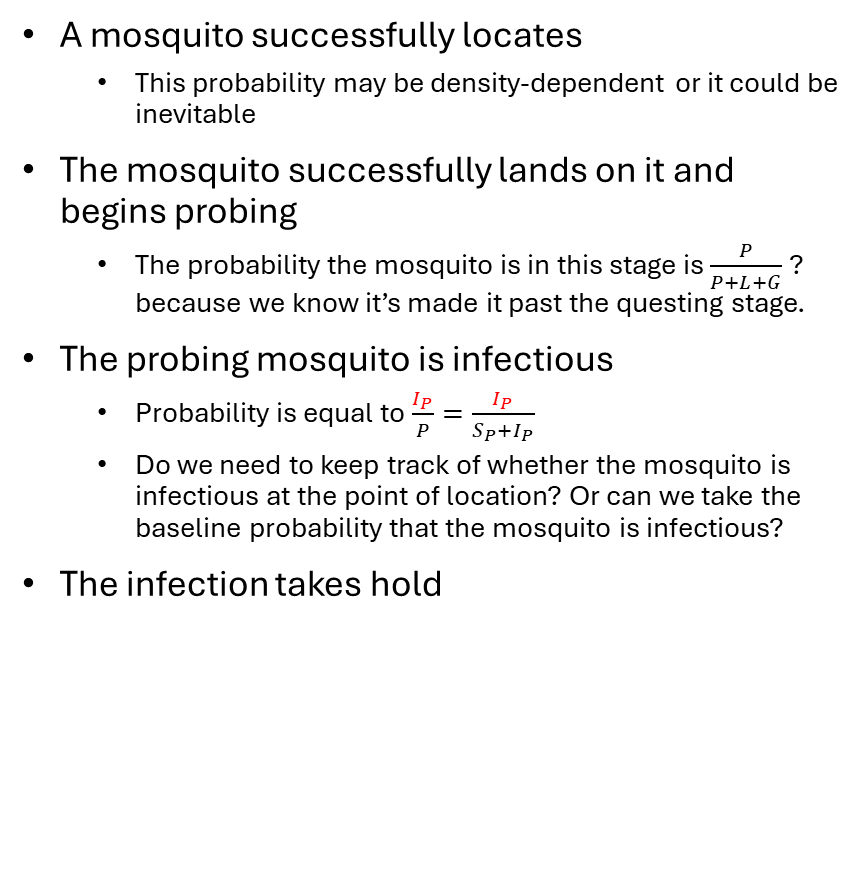 • A mosquito successfully locates
• This probability may be density-dependent or it could be
inevitable
• The mosquito successfully lands on it and
begins probing
• The probability the mosquito is in this stage is P/(P+L+G) ?
because we know it's made it past the questing stage.
• The probing mosquito is infectious
• Probability is equal to I_P/P = I_P/(S_P+I_P)
• Do we need to keep track of whether the mosquito is
infectious at the point of location? Or can we take the
baseline probability that the mosquito is infectious?
• The infection takes hold